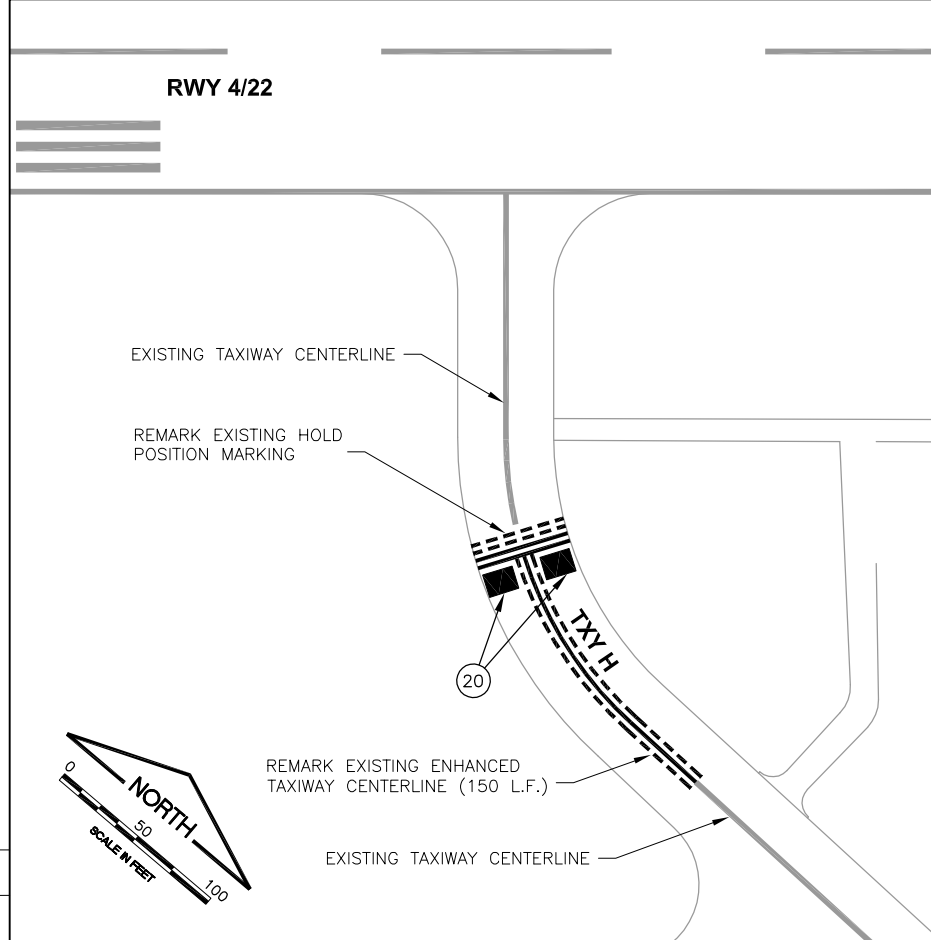 RWY 4/22
EXISTING TAXIWAY CENTERLINE
REMARK EXISTING HOLD
POSITION MARKING
TXY H
20
REMARK EXISTING ENHANCED
TAXIWAY CENTERLINE (150 L.F.)
EXISTING TAXIWAY CENTERLINE
NORTH
0
50
100
SCALE IN FEET